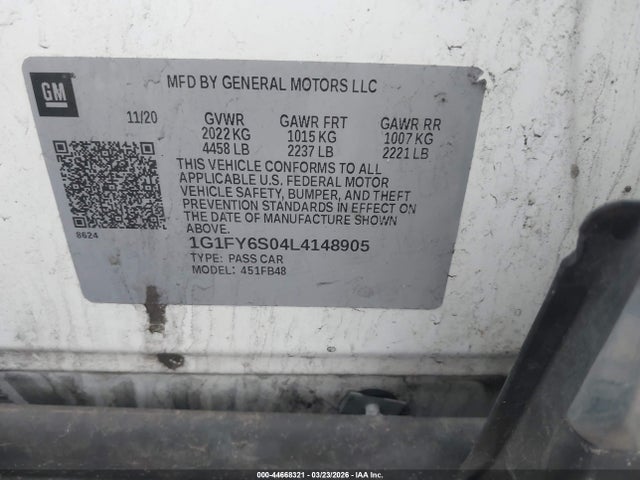 GM
MFD BY GENERAL MOTORS LLC
11/20 GVWR GAWR FRT GAWR RR
2022 KG 1015 KG 1007 KG
4458 LB 2237 LB 2221 LB
THIS VEHICLE CONFORMS TO ALL
APPLICABLE U.S. FEDERAL MOTOR
VEHICLE SAFETY, BUMPER, AND THEFT
PREVENTION STANDARDS IN EFFECT ON
THE DATE OF MANUFACTURE SHOWN
ABOVE.
8624
1G1FY6S04L4148905
TYPE: PASS CAR
MODEL: 451FB48
000-44668321 | 03/23/2026 | IAA Inc.